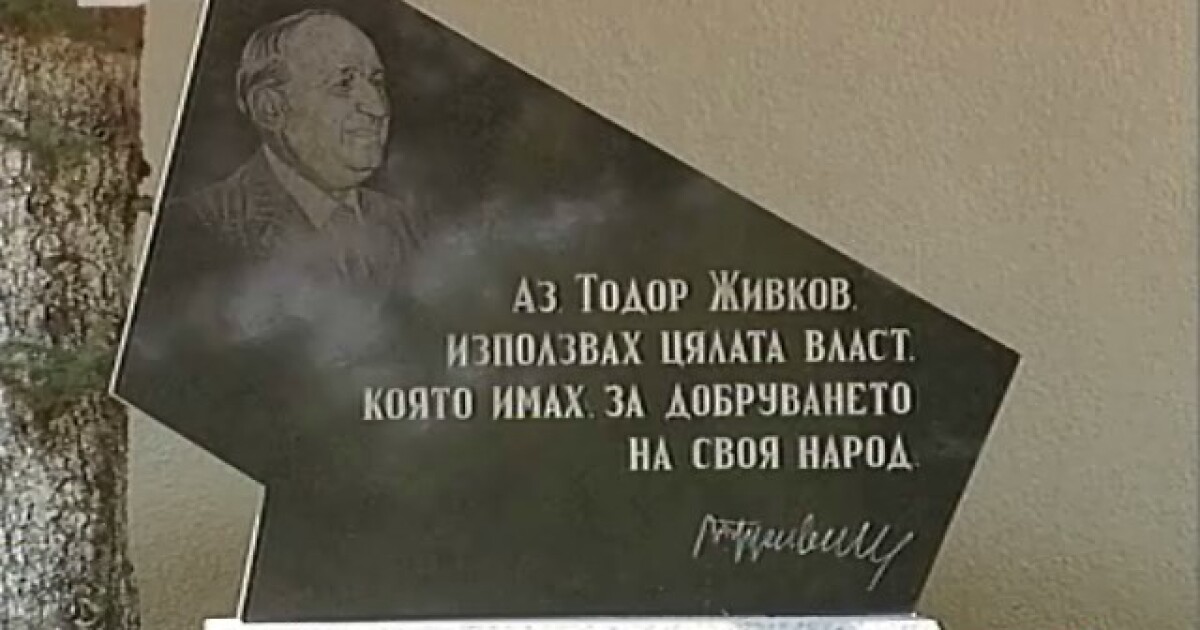 Аз, Тодор Живков,
използвах цялата власт,
която имах, за добруването
на своя народ.